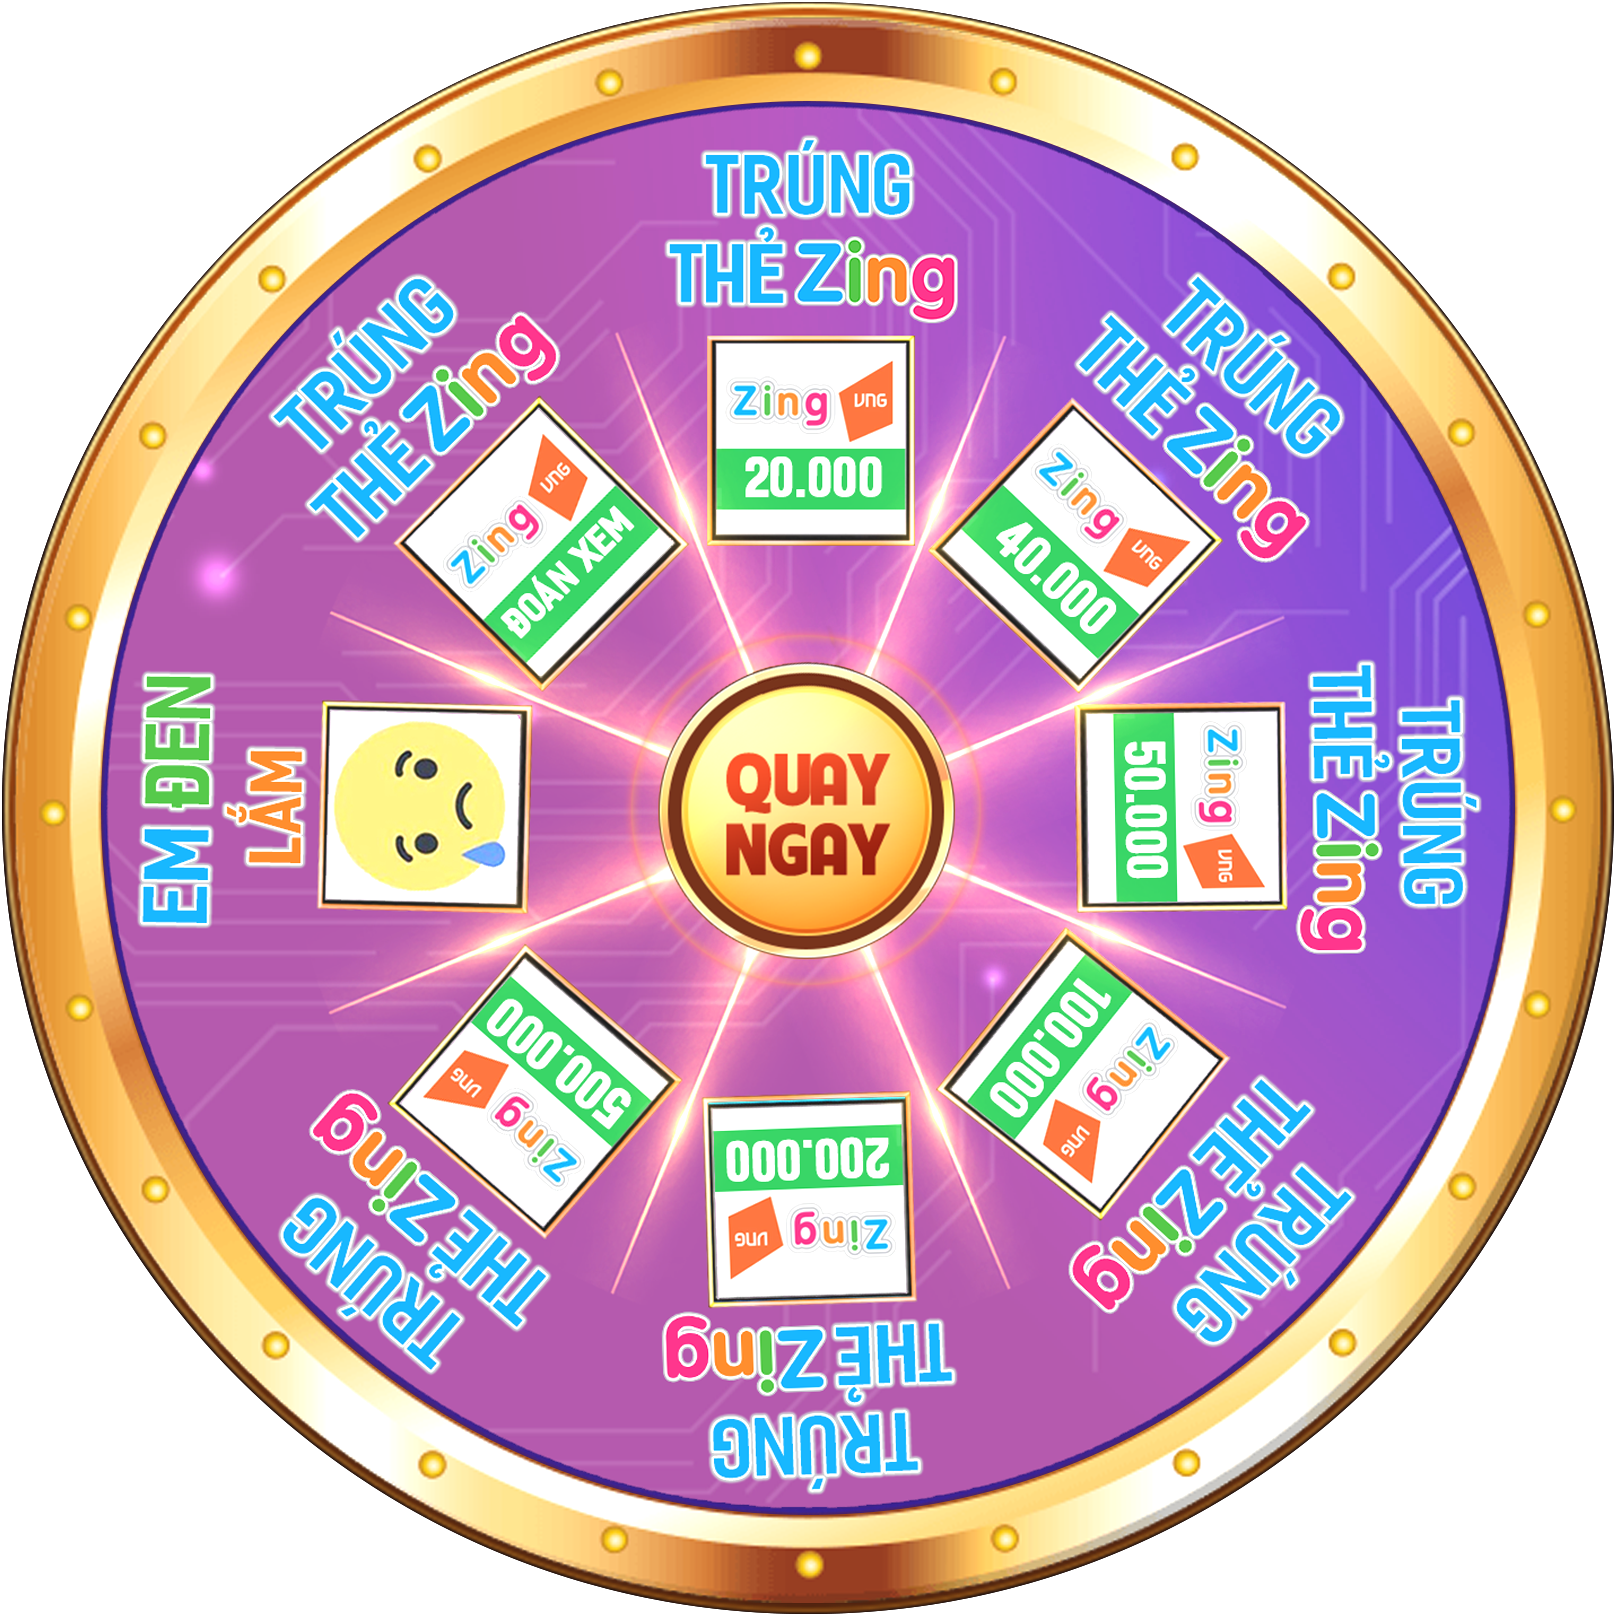 TRÚNG
THẺ Zing
Zing VNG
20.000
TRÚNG
THẺ Zing
Zing VNG
40.000
TRÚNG
THẺ Zing
Zing VNG
50.000
TRÚNG
THẺ Zing
Zing VNG
100.000
TRÚNG
THẺ Zing
Zing VNG
200.000
TRÚNG
THẺ Zing
Zing VNG
500.000
EM ĐEN
LẮM
TRÚNG
THẺ Zing
Zing VNG
ĐOÁN XEM
QUAY
NGAY